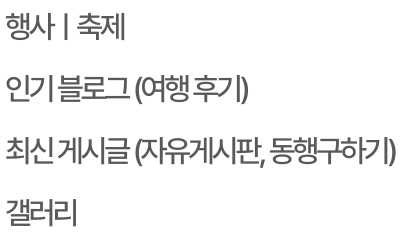 행사 | 축제
인기 블로그 (여행 후기)
최신 게시글 (자유게시판, 동행구하기)
갤러리